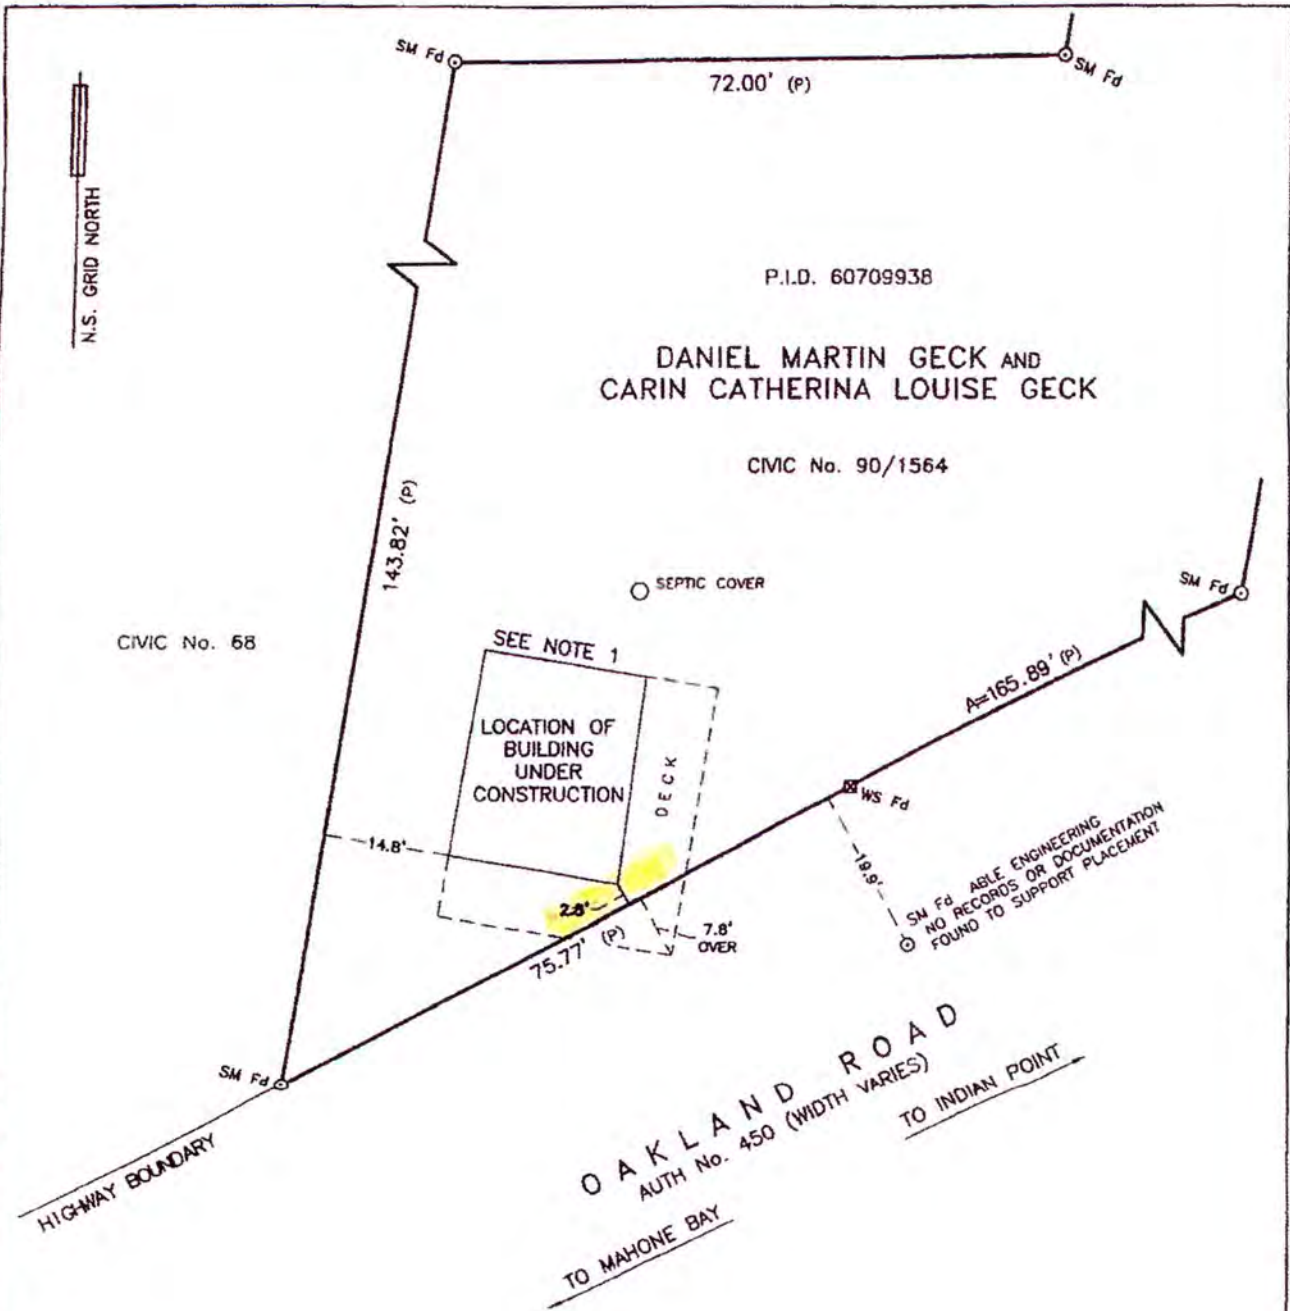 SM Fd
72.00' (P)
SM Fd
N.S. GRID NORTH
P.I.D. 60709938
DANIEL MARTIN GECK AND
CARIN CATHERINA LOUISE GECK
CIVIC No. 90/1564
143.82' (P)
SEPTIC COVER
SM Fd
CIVIC No. 68
SEE NOTE 1
A=165.89' (P)
LOCATION OF
BUILDING
UNDER
CONSTRUCTION
DECK
WS Fd
14.8'
19.9'
SM Fd ABLE ENGINEERING
NO RECORDS OR DOCUMENTATION
FOUND TO SUPPORT PLACEMENT
2.8'
7.8'
OVER
75.77' (P)
SM Fd
HIGHWAY BOUNDARY
OAKLAND ROAD
AUTH No. 450 (WIDTH VARIES)
TO INDIAN POINT
TO MAHONE BAY